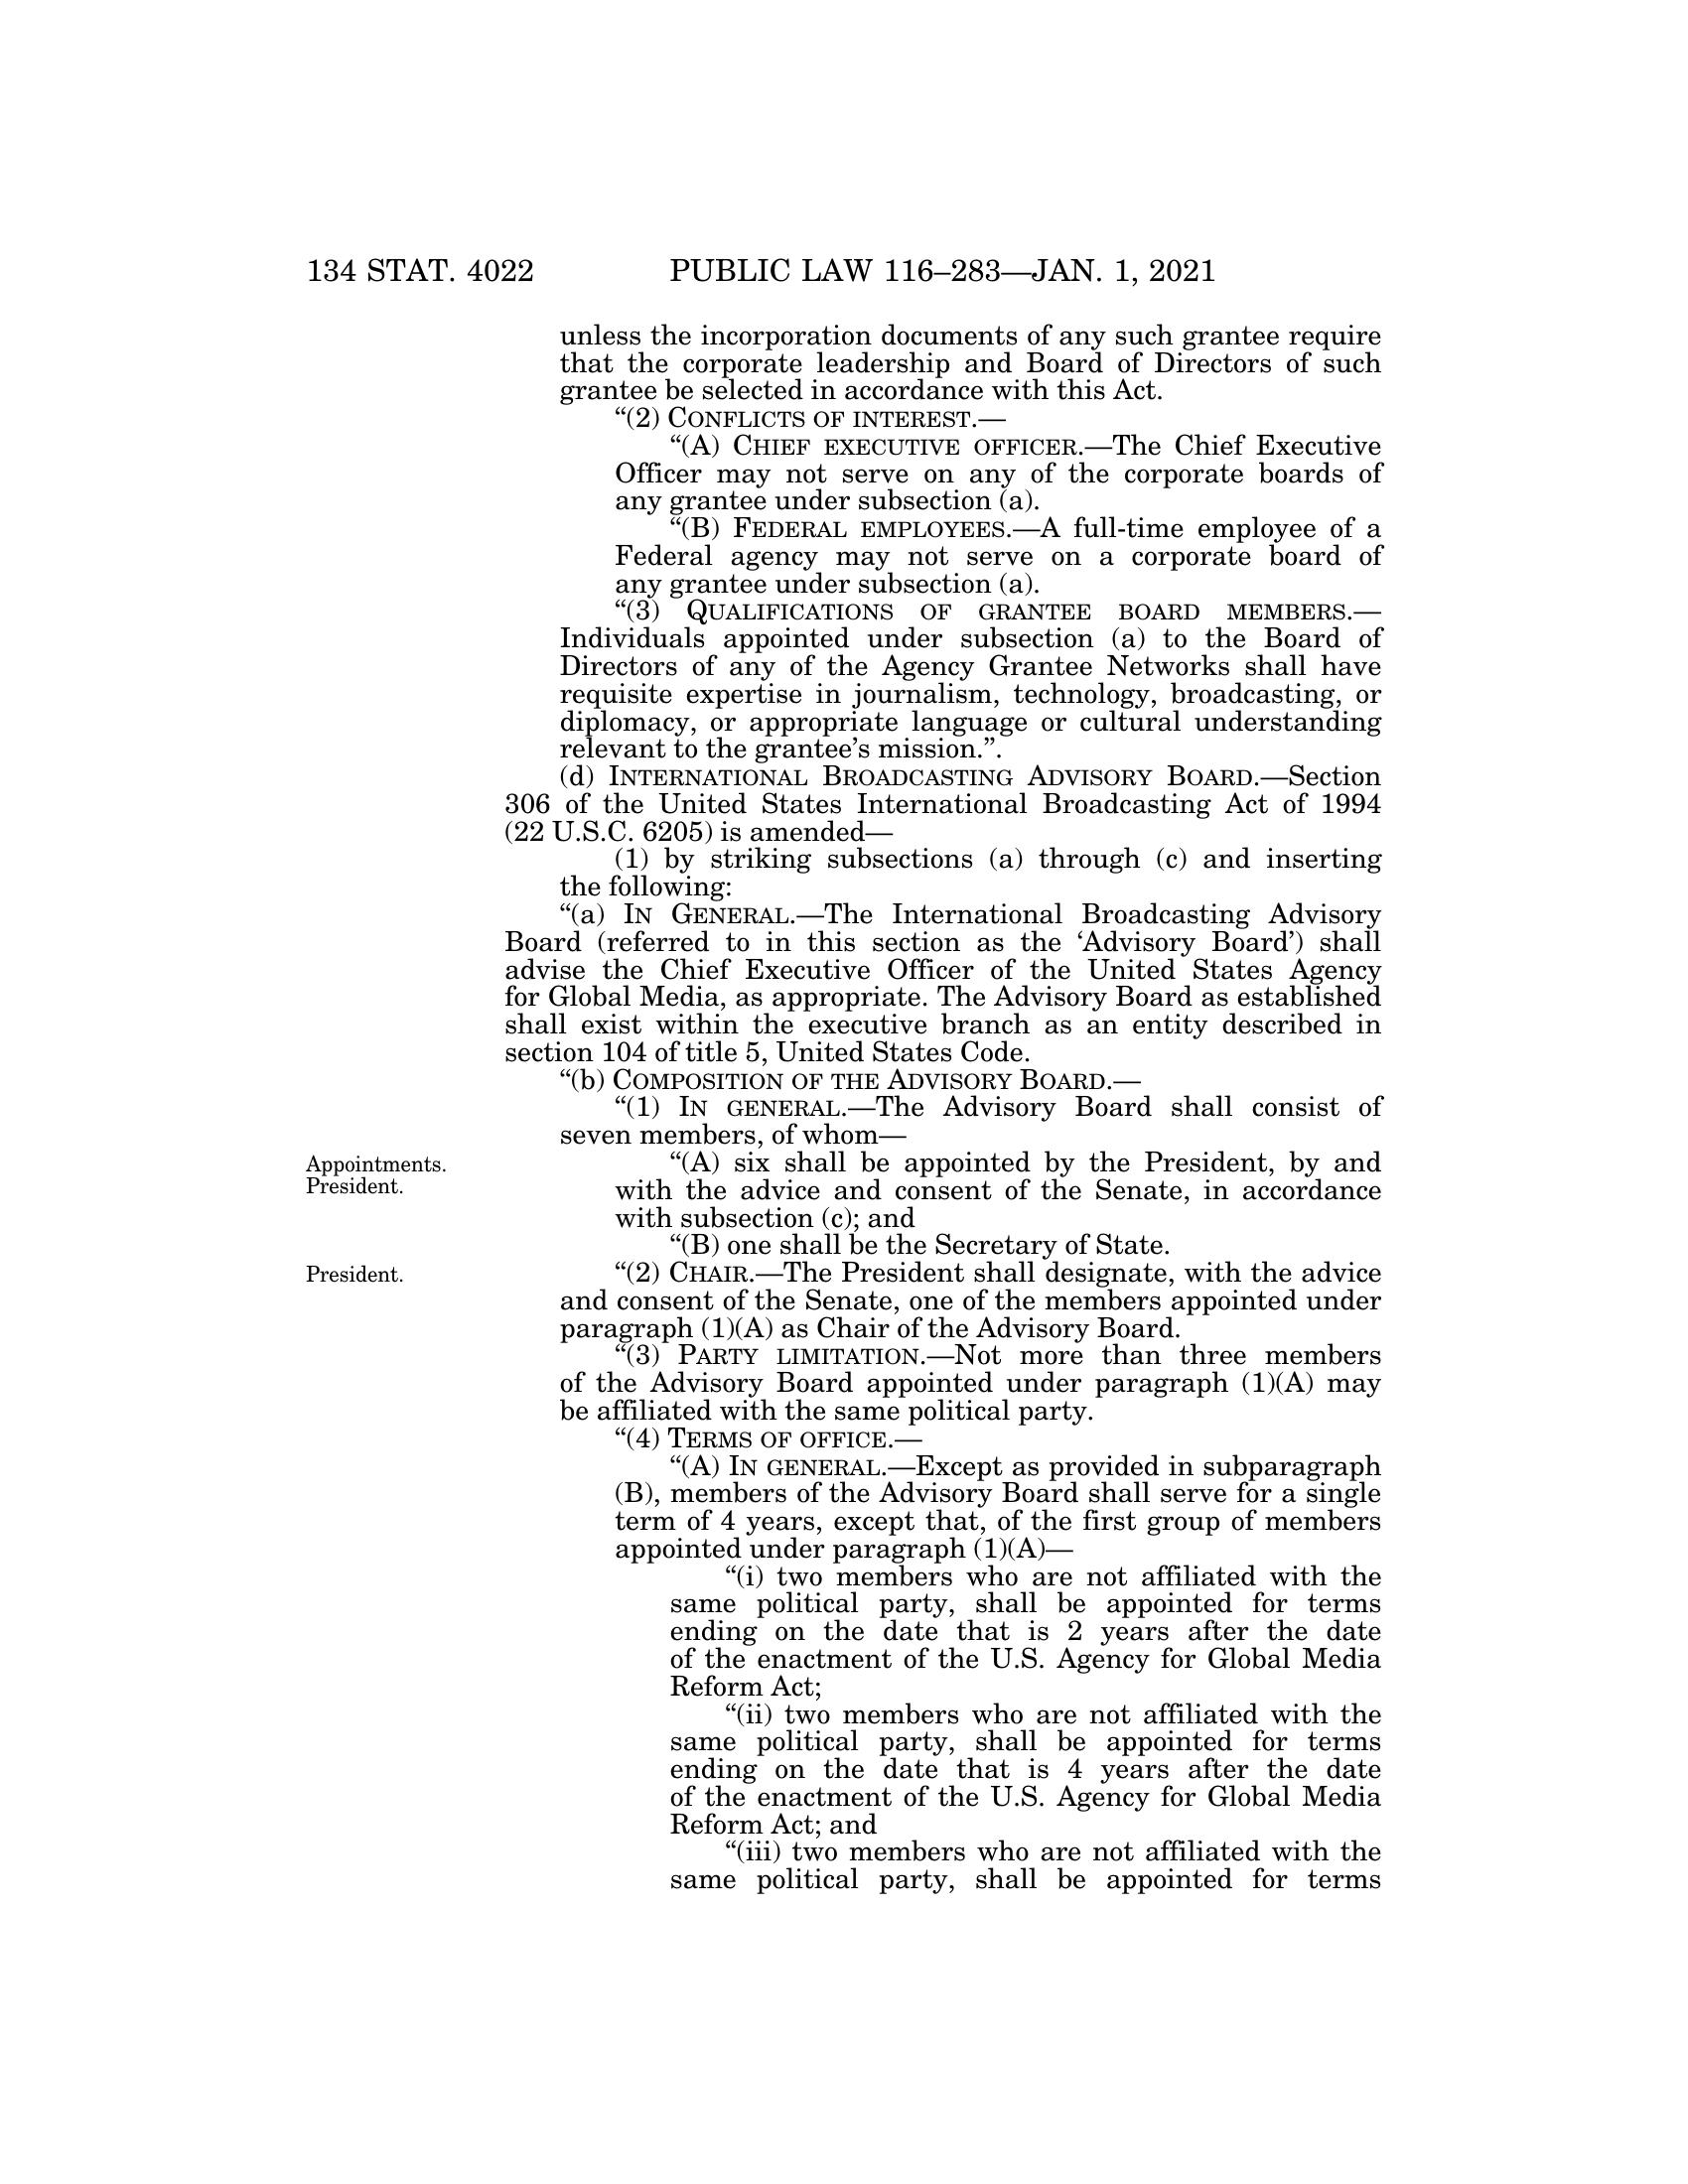 134 STAT. 4022 PUBLIC LAW 116–283—JAN. 1, 2021
unless the incorporation documents of any such grantee require
that the corporate leadership and Board of Directors of such
grantee be selected in accordance with this Act.
“(2) CONFLICTS OF INTEREST.—
“(A) CHIEF EXECUTIVE OFFICER.—The Chief Executive
Officer may not serve on any of the corporate boards of
any grantee under subsection (a).
“(B) FEDERAL EMPLOYEES.—A full-time employee of a
Federal agency may not serve on a corporate board of
any grantee under subsection (a).
“(3) QUALIFICATIONS OF GRANTEE BOARD MEMBERS.—
Individuals appointed under subsection (a) to the Board of
Directors of any of the Agency Grantee Networks shall have
requisite expertise in journalism, technology, broadcasting, or
diplomacy, or appropriate language or cultural understanding
relevant to the grantee’s mission.”.
(d) INTERNATIONAL BROADCASTING ADVISORY BOARD.—Section
306 of the United States International Broadcasting Act of 1994
(22 U.S.C. 6205) is amended—
(1) by striking subsections (a) through (c) and inserting
the following:
“(a) IN GENERAL.—The International Broadcasting Advisory
Board (referred to in this section as the ‘Advisory Board’) shall
advise the Chief Executive Officer of the United States Agency
for Global Media, as appropriate. The Advisory Board as established
shall exist within the executive branch as an entity described in
section 104 of title 5, United States Code.
“(b) COMPOSITION OF THE ADVISORY BOARD.—
“(1) IN GENERAL.—The Advisory Board shall consist of
seven members, of whom—
Appointments.
President.
“(A) six shall be appointed by the President, by and
with the advice and consent of the Senate, in accordance
with subsection (c); and
“(B) one shall be the Secretary of State.
President.
“(2) CHAIR.—The President shall designate, with the advice
and consent of the Senate, one of the members appointed under
paragraph (1)(A) as Chair of the Advisory Board.
“(3) PARTY LIMITATION.—Not more than three members
of the Advisory Board appointed under paragraph (1)(A) may
be affiliated with the same political party.
“(4) TERMS OF OFFICE.—
“(A) IN GENERAL.—Except as provided in subparagraph
(B), members of the Advisory Board shall serve for a single
term of 4 years, except that, of the first group of members
appointed under paragraph (1)(A)—
“(i) two members who are not affiliated with the
same political party, shall be appointed for terms
ending on the date that is 2 years after the date
of the enactment of the U.S. Agency for Global Media
Reform Act;
“(ii) two members who are not affiliated with the
same political party, shall be appointed for terms
ending on the date that is 4 years after the date
of the enactment of the U.S. Agency for Global Media
Reform Act; and
“(iii) two members who are not affiliated with the
same political party, shall be appointed for terms